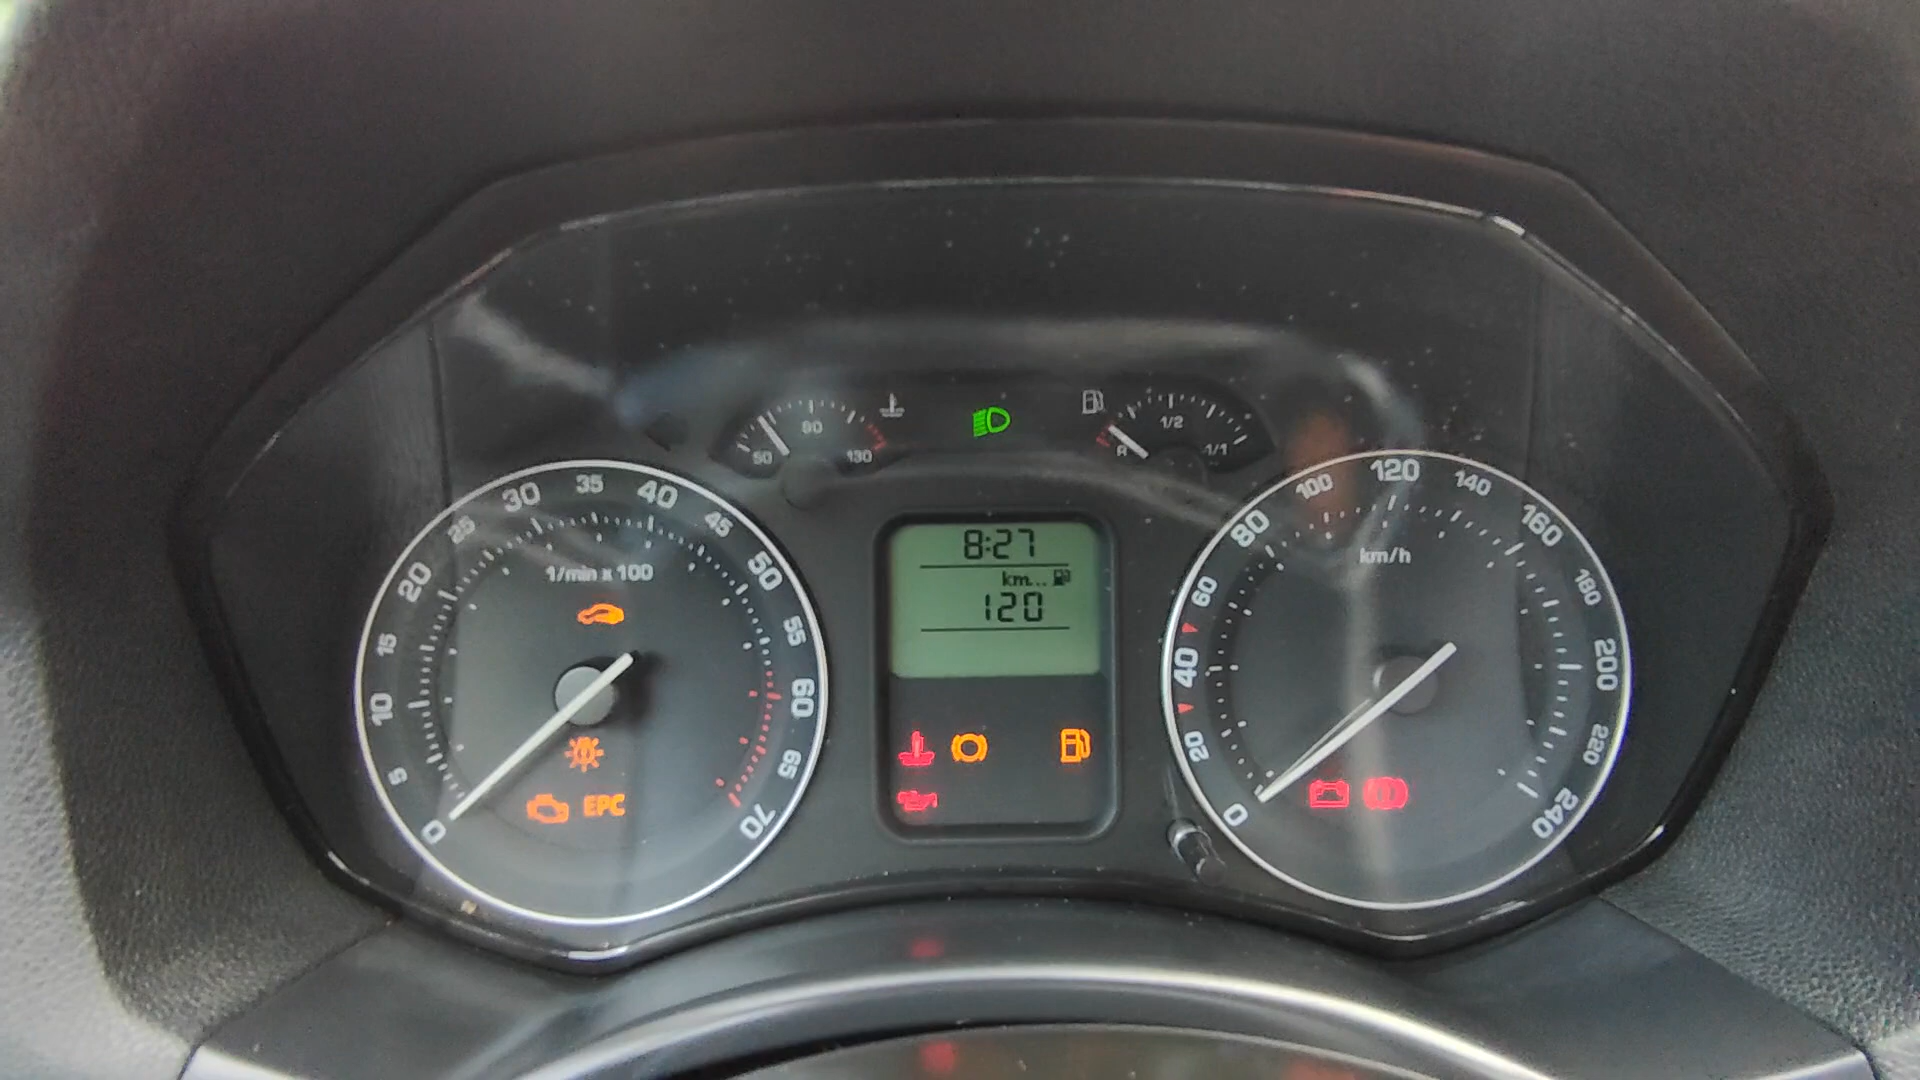 50 90 130
R 1/2 1/1
0 5 10 15 20 25 30 35 40 45 50 55 60 65 70
1/min x 100
EPC
8:27
km...
120
0 20 40 60 80 100 120 140 160 180 200 220 240
km/h